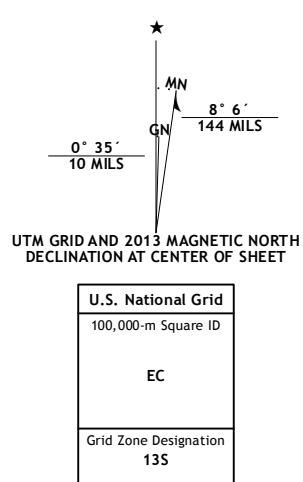 MN
GN
8° 6´
144 MILS
0° 35´
10 MILS
UTM GRID AND 2013 MAGNETIC NORTH
DECLINATION AT CENTER OF SHEET
U.S. National Grid
100,000-m Square ID
EC
Grid Zone Designation
13S